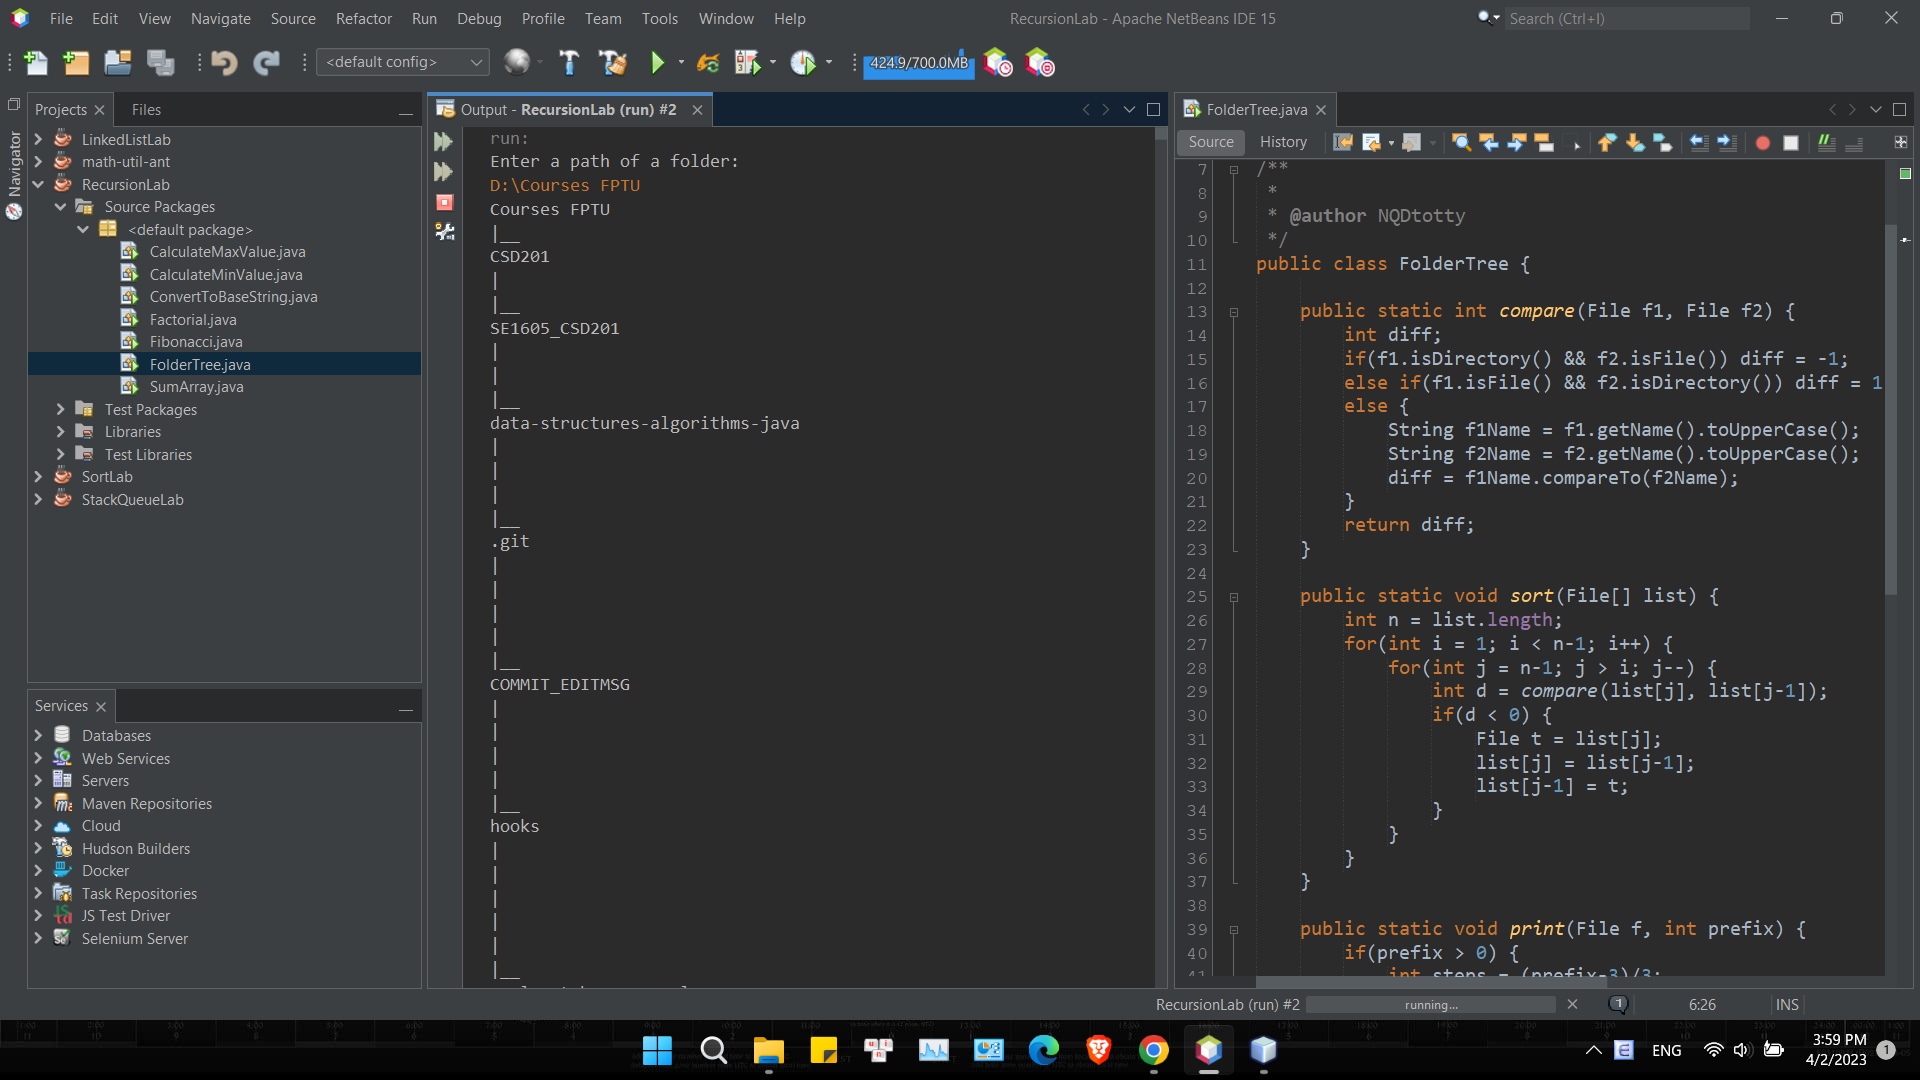 File Edit View Navigate Source Refactor Run Debug Profile Team Tools Window Help
RecursionLab - Apache NetBeans IDE 15
Search (Ctrl+I)
<default config>
424.9/700.0MB
Navigator
Projects
Files
LinkedListLab
math-util-ant
RecursionLab
Source Packages
<default package>
CalculateMaxValue.java
CalculateMinValue.java
ConvertToBaseString.java
Factorial.java
Fibonacci.java
FolderTree.java
SumArray.java
Test Packages
Libraries
Test Libraries
SortLab
StackQueueLab
Services
Databases
Web Services
Servers
Maven Repositories
Cloud
Hudson Builders
Docker
Task Repositories
JS Test Driver
Selenium Server
Output - RecursionLab (run) #2
run:
Enter a path of a folder:
D:\Courses FPTU
Courses FPTU
|__
CSD201
|
|__
SE1605_CSD201
|
|
|__
data-structures-algorithms-java
|
|
|
|__
.git
|
|
|
|
|__
COMMIT_EDITMSG
|
|
|
|
|__
hooks
|
|
|
|
|
|__
FolderTree.java
Source History
7 /**
8 *
9 * @author NQDtotty
10 */
11 public class FolderTree {
12
13 public static int compare(File f1, File f2) {
14 int diff;
15 if(f1.isDirectory() && f2.isFile()) diff = -1;
16 else if(f1.isFile() && f2.isDirectory()) diff = 1
17 else {
18 String f1Name = f1.getName().toUpperCase();
19 String f2Name = f2.getName().toUpperCase();
20 diff = f1Name.compareTo(f2Name);
21 }
22 return diff;
23 }
24
25 public static void sort(File[] list) {
26 int n = list.length;
27 for(int i = 1; i < n-1; i++) {
28 for(int j = n-1; j > i; j--) {
29 int d = compare(list[j], list[j-1]);
30 if(d < 0) {
31 File t = list[j];
32 list[j] = list[j-1];
33 list[j-1] = t;
34 }
35 }
36 }
37 }
38
39 public static void print(File f, int prefix) {
40 if(prefix > 0) {
41 int steps = (prefix-3)/3;
RecursionLab (run) #2
running...
1
6:26
INS
ENG
3:59 PM
4/2/2023
1